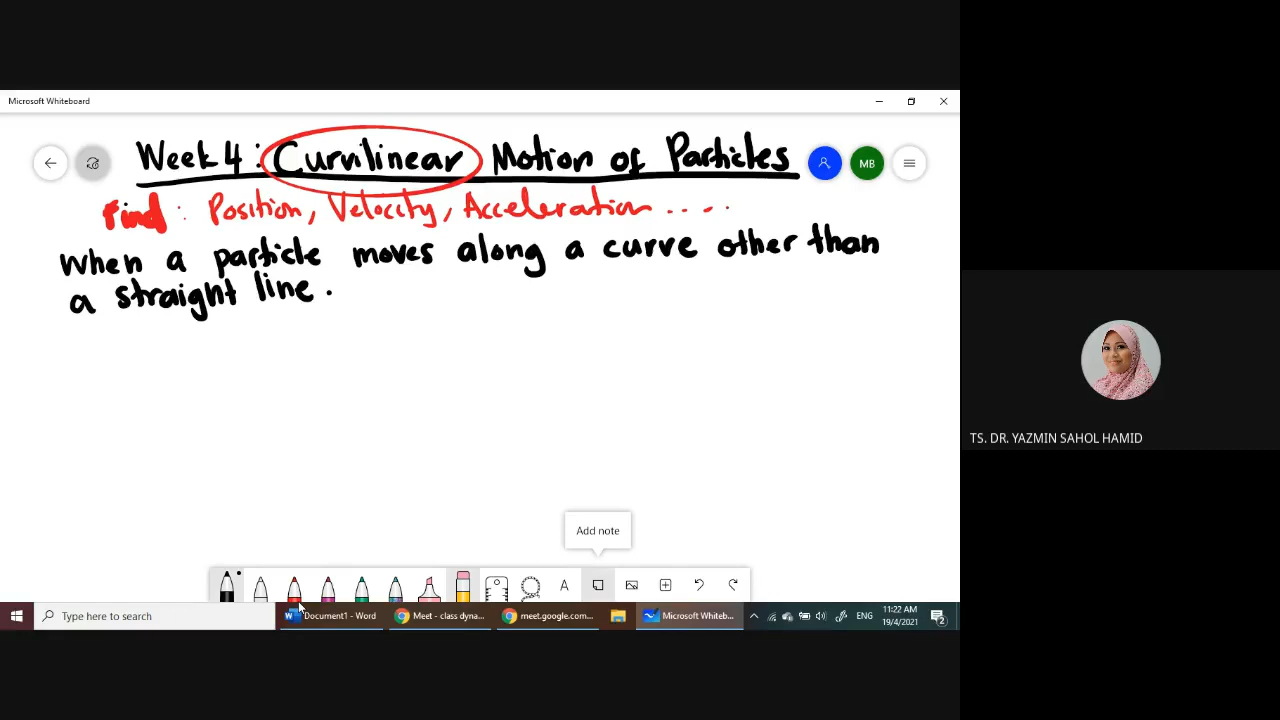 Microsoft Whiteboard
Week 4: Curvilinear Motion of Particles
MB
Find: Position, Velocity, Acceleration ....
When a particle moves along a curve other than
a straight line.
TS. DR. YAZMIN SAHOL HAMID
Add note
A
Type here to search
Document1 - Word
Meet - class dyna...
meet.google.com...
Microsoft Whiteb...
ENG
11:22 AM
19/4/2021
2